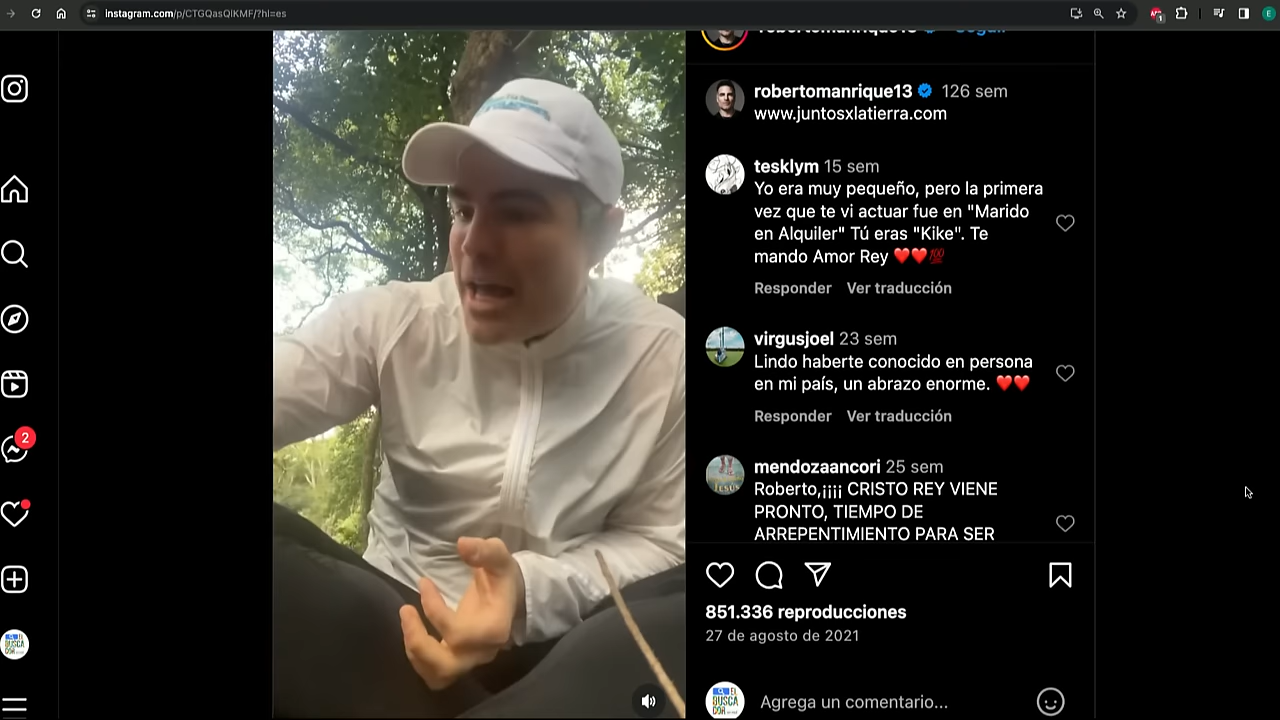 instagram.com/p/CTGQasQlKMF/?hl=es
robertomanrique13 126 sem
www.juntosxlatierra.com
tesklym 15 sem
Yo era muy pequeño, pero la primera
vez que te vi actuar fue en "Marido
en Alquiler" Tú eras "Kike". Te
mando Amor Rey ❤️❤️💯
Responder Ver traducción
virgusjoel 23 sem
Lindo haberte conocido en persona
en mi país, un abrazo enorme. ❤️❤️
Responder Ver traducción
mendozaancori 25 sem
Roberto,¡¡¡¡ CRISTO REY VIENE
PRONTO, TIEMPO DE
ARREPENTIMIENTO PARA SER
2
851.336 reproducciones
27 de agosto de 2021
EL
BUSCA
DOR
Agrega un comentario...